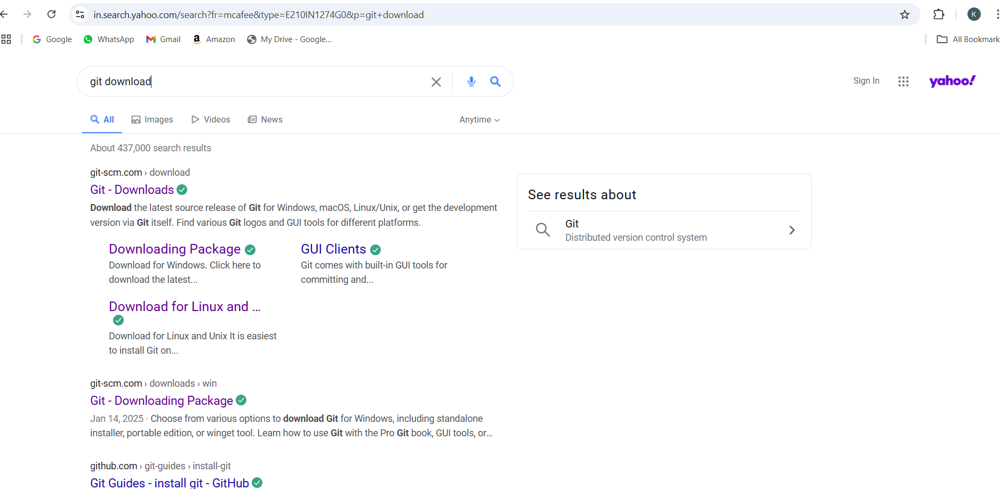 in.search.yahoo.com/search?fr=mcafee&type=E210IN1274G0&p=git+download
K
Google WhatsApp Gmail Amazon My Drive - Google...
All Bookmark
git download
Sign In
yahoo!
All Images Videos News Anytime
About 437,000 search results
git-scm.com › download
Git - Downloads
Download the latest source release of Git for Windows, macOS, Linux/Unix, or get the development
version via Git itself. Find various Git logos and GUI tools for different platforms.
Downloading Package
Download for Windows. Click here to
download the latest...
GUI Clients
Git comes with built-in GUI tools for
committing and...
Download for Linux and ...
Download for Linux and Unix It is easiest
to install Git on...
git-scm.com › downloads › win
Git - Downloading Package
Jan 14, 2025 · Choose from various options to download Git for Windows, including standalone
installer, portable edition, or winget tool. Learn how to use Git with the Pro Git book, GUI tools, or...
github.com › git-guides › install-git
Git Guides - install git - GitHub
See results about
Git
Distributed version control system